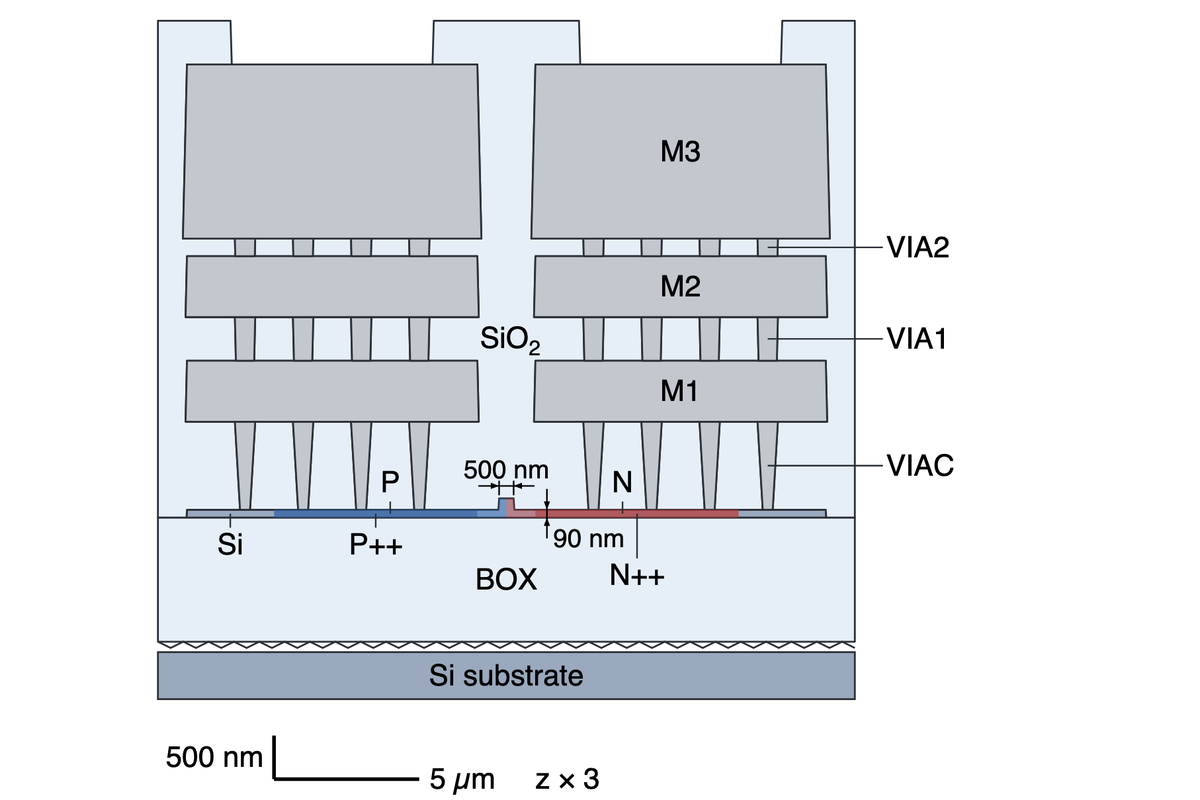 M3
VIA2
M2
SiO₂
VIA1
M1
VIAC
500 nm
P
N
Si
P++
90 nm
N++
BOX
Si substrate
500 nm
5 µm
z x 3